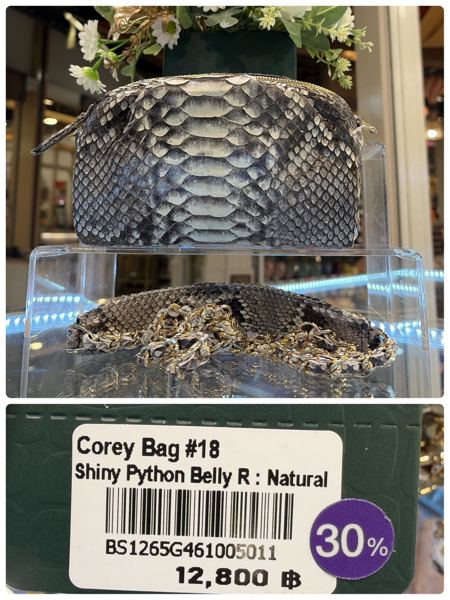 Corey Bag #18
Shiny Python Belly R : Natural
BS1265G461005011
12,800 ฿
30%